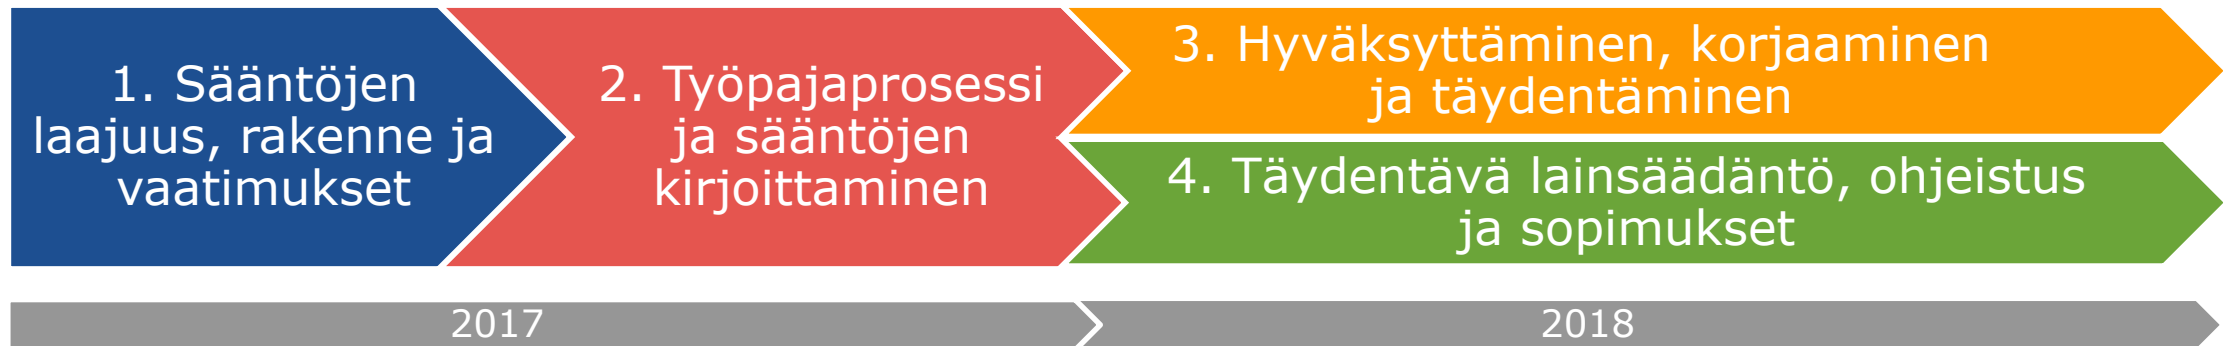 1. Sääntöjen
laajuus, rakenne ja
vaatimukset
2. Työpajaprosessi
ja sääntöjen
kirjoittaminen
3. Hyväksyttäminen, korjaaminen
ja täydentäminen
4. Täydentävä lainsäädäntö, ohjeistus
ja sopimukset
2017
2018